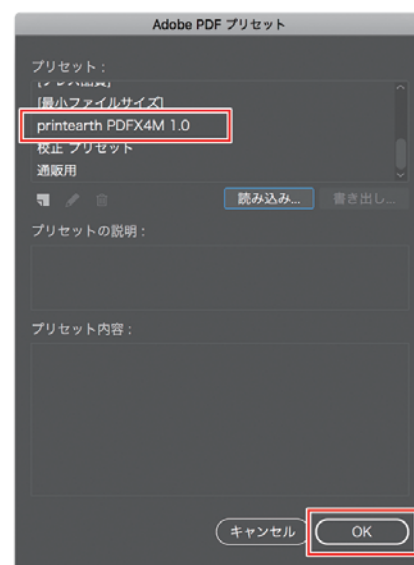 Adobe PDF プリセット
プリセット :
[最小ファイルサイズ]
printearth PDFX4M 1.0
校正 プリセット
通販用
読み込み... 書き出し...
プリセットの説明 :
プリセット内容 :
キャンセル OK